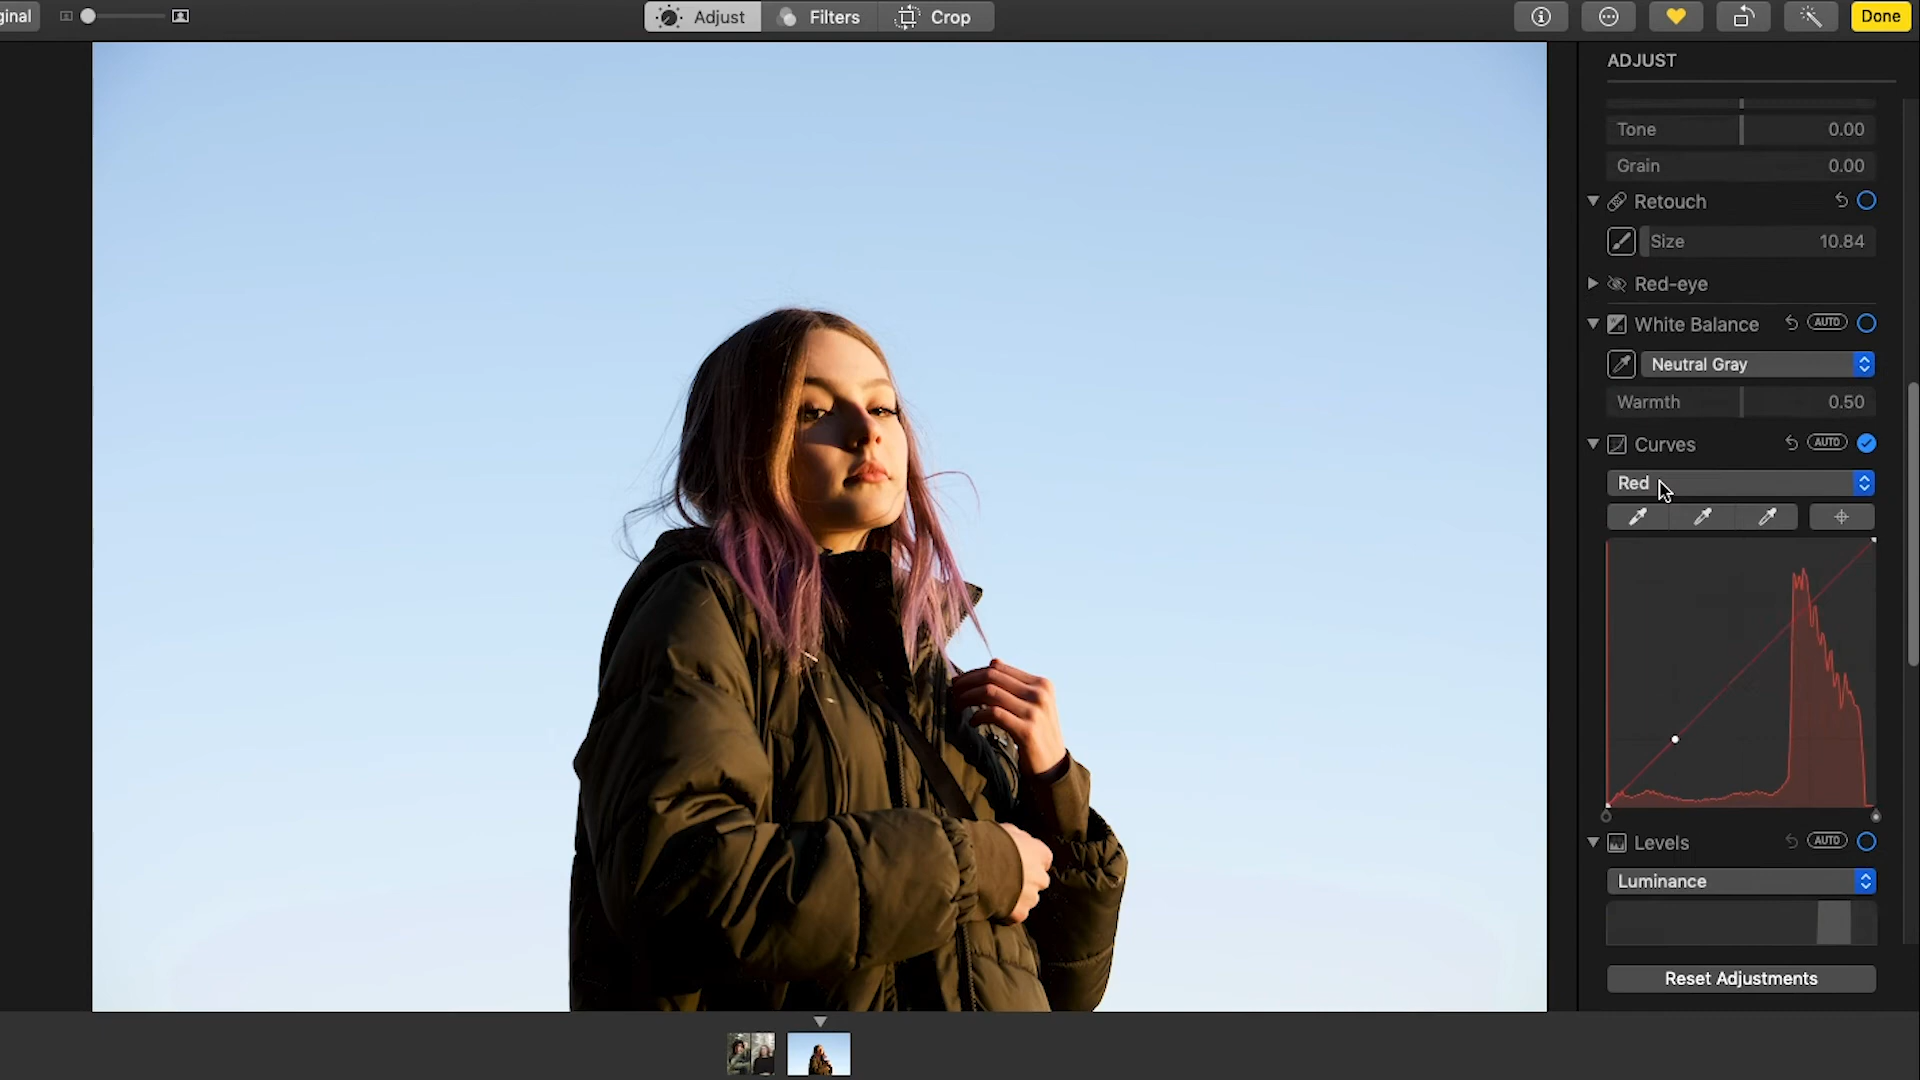 ginal
Adjust
Filters
Crop
Done
ADJUST
Tone 0.00
Grain 0.00
Retouch
Size 10.84
Red-eye
White Balance AUTO
Neutral Gray
Warmth 0.50
Curves AUTO
Red
Levels AUTO
Luminance
Reset Adjustments